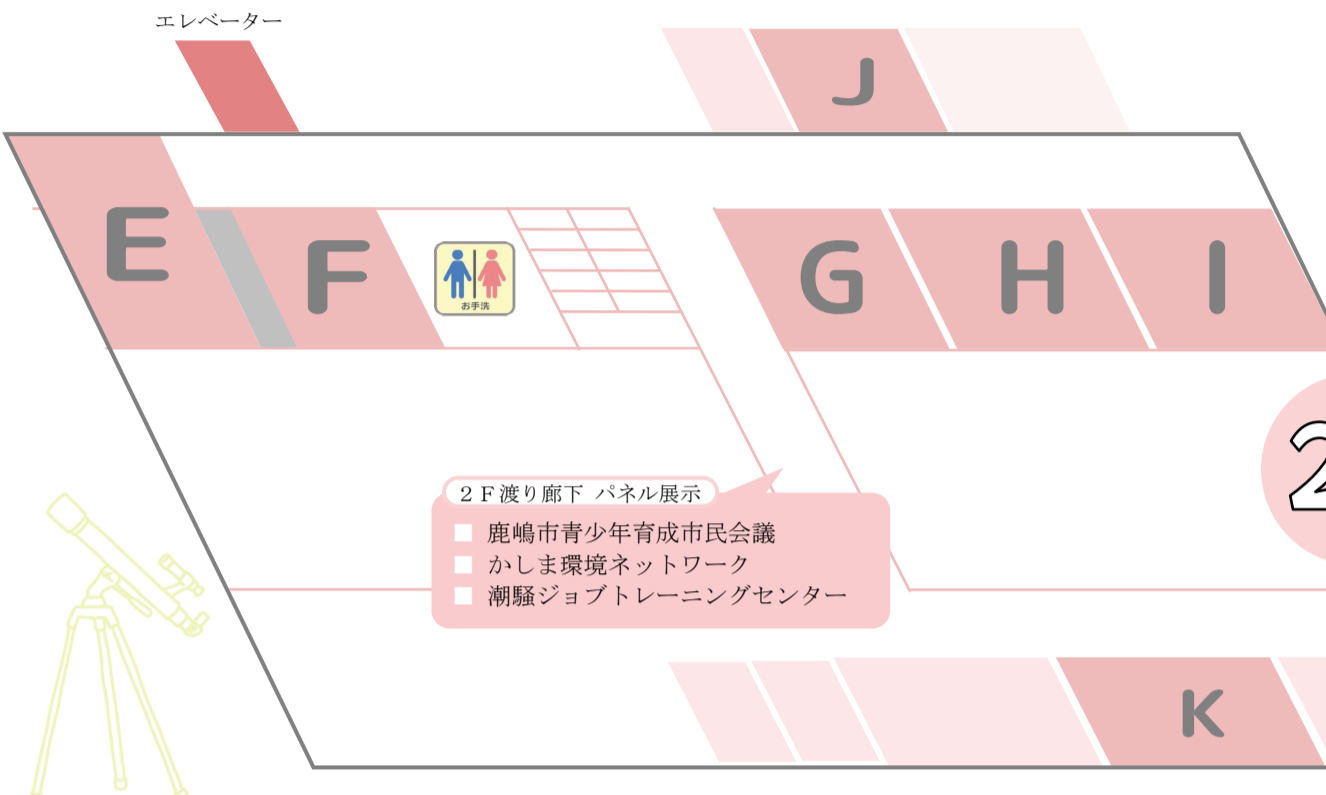 エレベーター
J
E
F
お手洗
G
H
I
2
２Ｆ渡り廊下 パネル展示
鹿嶋市青少年育成市民会議
かしま環境ネットワーク
潮騒ジョブトレーニングセンター
K